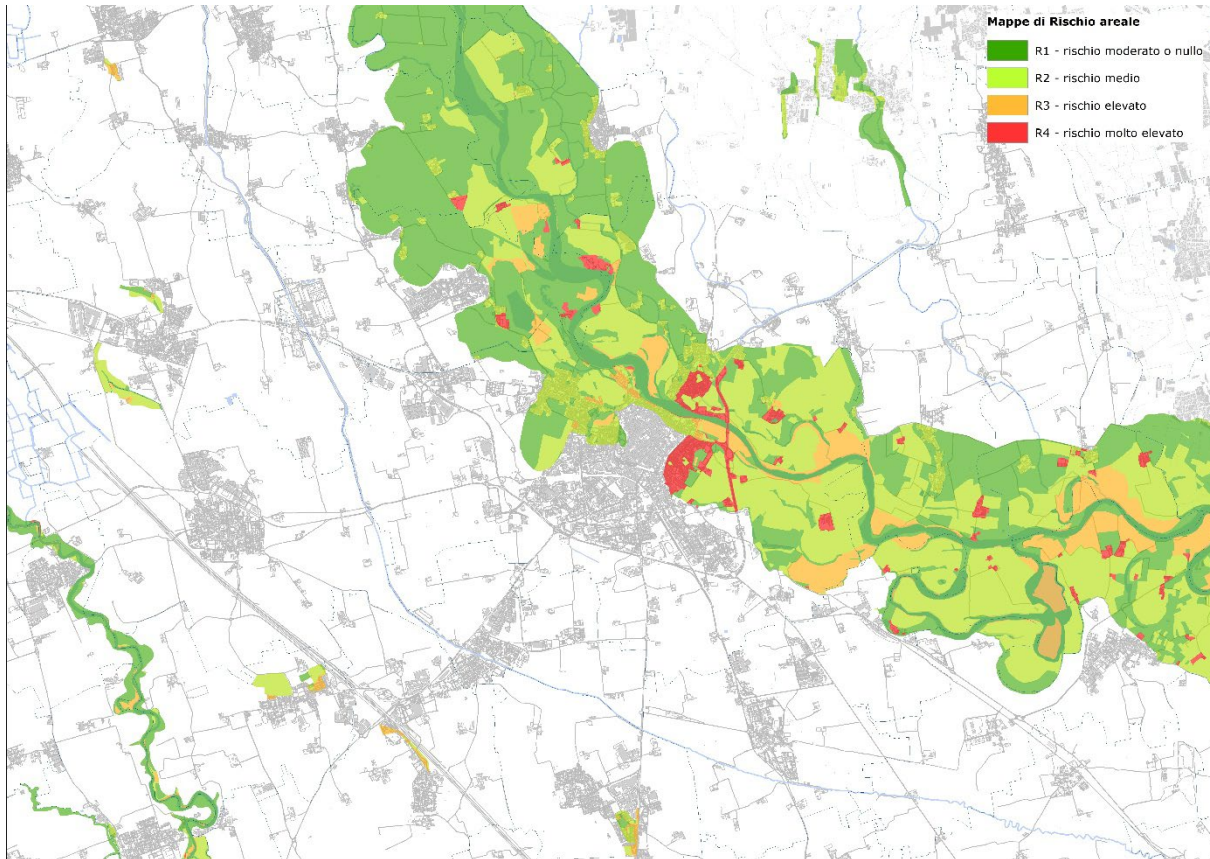 Mappe di Rischio areale
R1 - rischio moderato o nullo
R2 - rischio medio
R3 - rischio elevato
R4 - rischio molto elevato